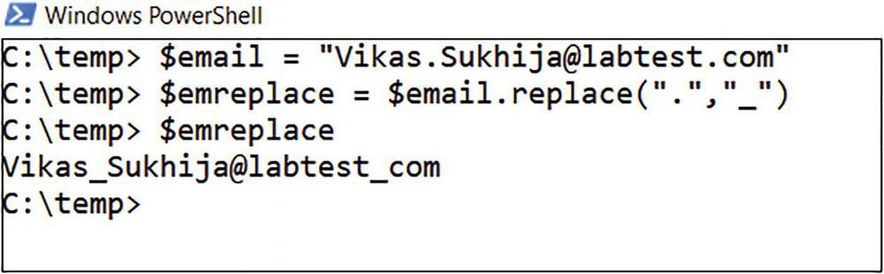 Windows PowerShell
C:\temp> $email = "Vikas.Sukhija@labtest.com"
C:\temp> $emreplace = $email.replace(".","_")
C:\temp> $emreplace
Vikas_Sukhija@labtest_com
C:\temp>